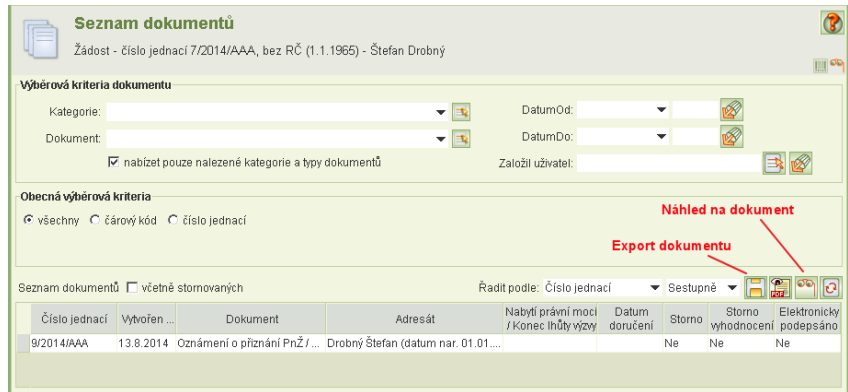 Seznam dokumentů
Žádost - číslo jednací 7/2014/AAA, bez RČ (1.1.1965) - Štefan Drobný
Výběrová kriteria dokumentu
Kategorie:
DatumOd:
Dokument:
DatumDo:
nabízet pouze nalezené kategorie a typy dokumentů
Založil uživatel:
Obecná výběrová kriteria
všechny čárový kód číslo jednací
Náhled na dokument
Export dokumentu
Seznam dokumentů včetně stornovaných Řadit podle: Číslo jednací Sestupně PDF
Číslo jednací Vytvořen ... Dokument Adresát Nabytí právní moci / Konec lhůty výzvy Datum doručení Storno Storno vyhodnocení Elektronicky podepsáno
9/2014/AAA 13.8.2014 Oznámení o přiznání PnŽ / ... Drobný Štefan (datum nar. 01.01.... Ne Ne Ne